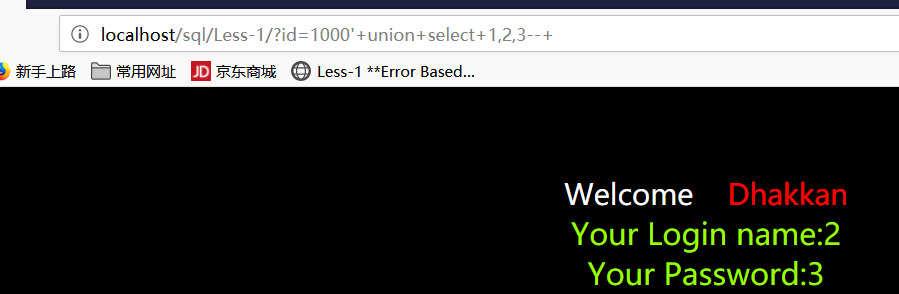 localhost/sql/Less-1/?id=1000'+union+select+1,2,3--+
新手上路 常用网址 JD 京东商城 Less-1 **Error Based...
Welcome Dhakkan
Your Login name:2
Your Password:3